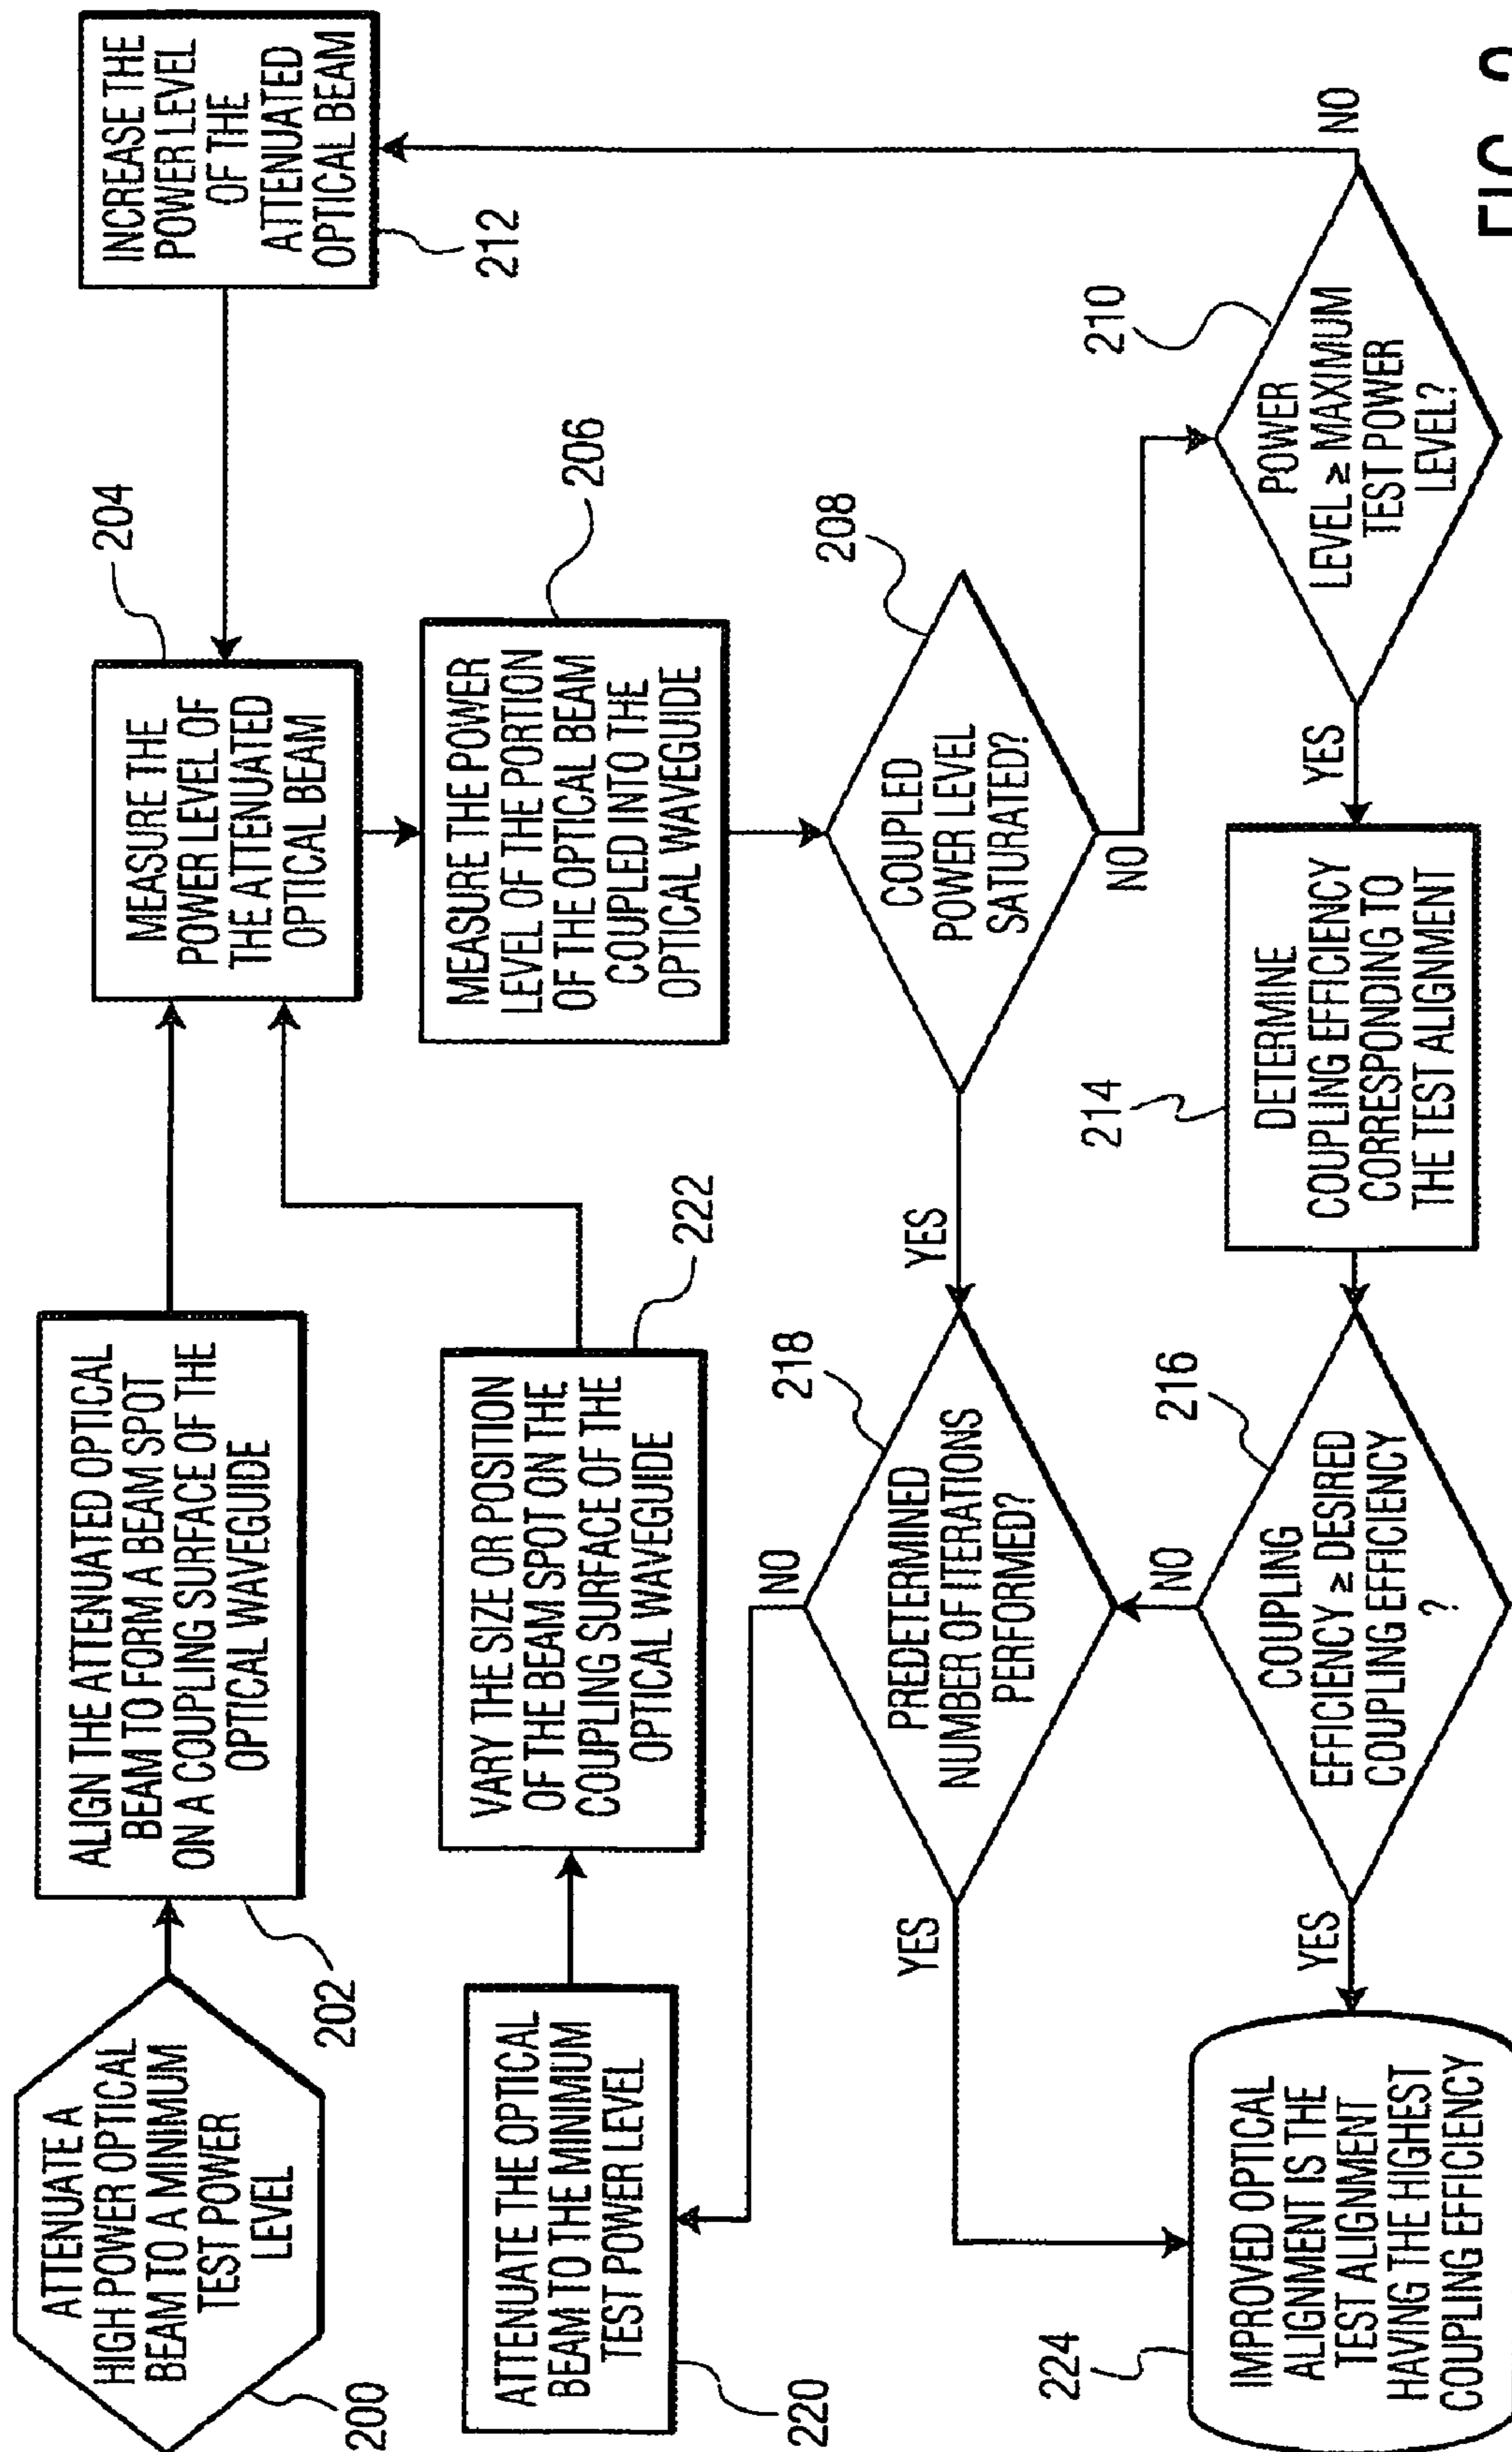 ATTENUATE A
HIGH POWER OPTICAL
BEAM TO A MINIMUM
TEST POWER
LEVEL
200
ALIGN THE ATTENUATED OPTICAL
BEAM TO FORM A BEAM SPOT
ON A COUPLING SURFACE OF THE
OPTICAL WAVEGUIDE
202
MEASURE THE
POWER LEVEL OF
THE ATTENUATED
OPTICAL BEAM
204
INCREASE THE
POWER LEVEL
OF THE
ATTENUATED
OPTICAL BEAM
212
ATTENUATE THE OPTICAL
BEAM TO THE MINIMUM
TEST POWER LEVEL
220
VARY THE SIZE OR POSITION
OF THE BEAM SPOT ON THE
COUPLING SURFACE OF THE
OPTICAL WAVEGUIDE
222
MEASURE THE POWER
LEVEL OF THE PORTION
OF THE OPTICAL BEAM
COUPLED INTO THE
OPTICAL WAVEGUIDE
206
NO
218
PREDETERMINED
NUMBER OF ITERATIONS
PERFORMED?
YES
YES
208
COUPLED
POWER LEVEL
SATURATED?
NO
224
IMPROVED OPTICAL
ALIGNMENT IS THE
TEST ALIGNMENT
HAVING THE HIGHEST
COUPLING EFFICIENCY
YES
NO
216
COUPLING
EFFICIENCY ≥ DESIRED
COUPLING EFFICIENCY
?
214
DETERMINE
COUPLING EFFICIENCY
CORRESPONDING TO
THE TEST ALIGNMENT
YES
210
POWER
LEVEL ≥ MAXIMUM
TEST POWER
LEVEL?
NO